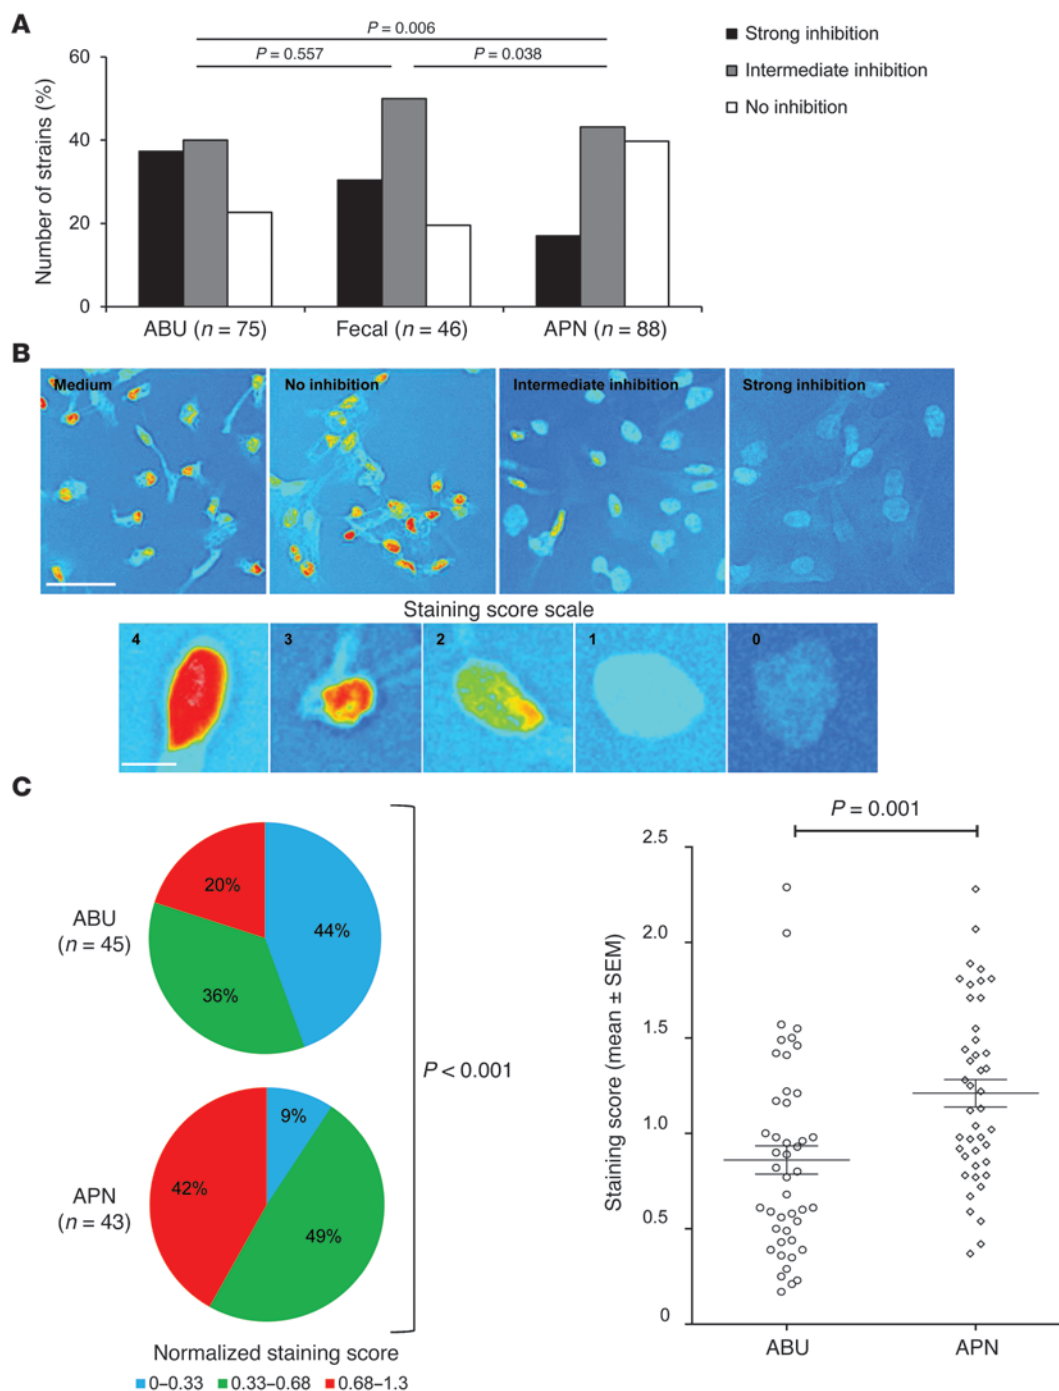 A
P = 0.006
P = 0.557
P = 0.038
Strong inhibition
Intermediate inhibition
No inhibition
Number of strains (%)
60
40
20
0
ABU (n = 75)
Fecal (n = 46)
APN (n = 88)
B
Medium
No inhibition
Intermediate inhibition
Strong inhibition
Staining score scale
4
3
2
1
0
C
ABU
(n = 45)
20%
44%
36%
APN
(n = 43)
9%
42%
49%
P < 0.001
Normalized staining score
0–0.33
0.33–0.68
0.68–1.3
P = 0.001
Staining score (mean ± SEM)
2.5
2.0
1.5
1.0
0.5
0
ABU
APN